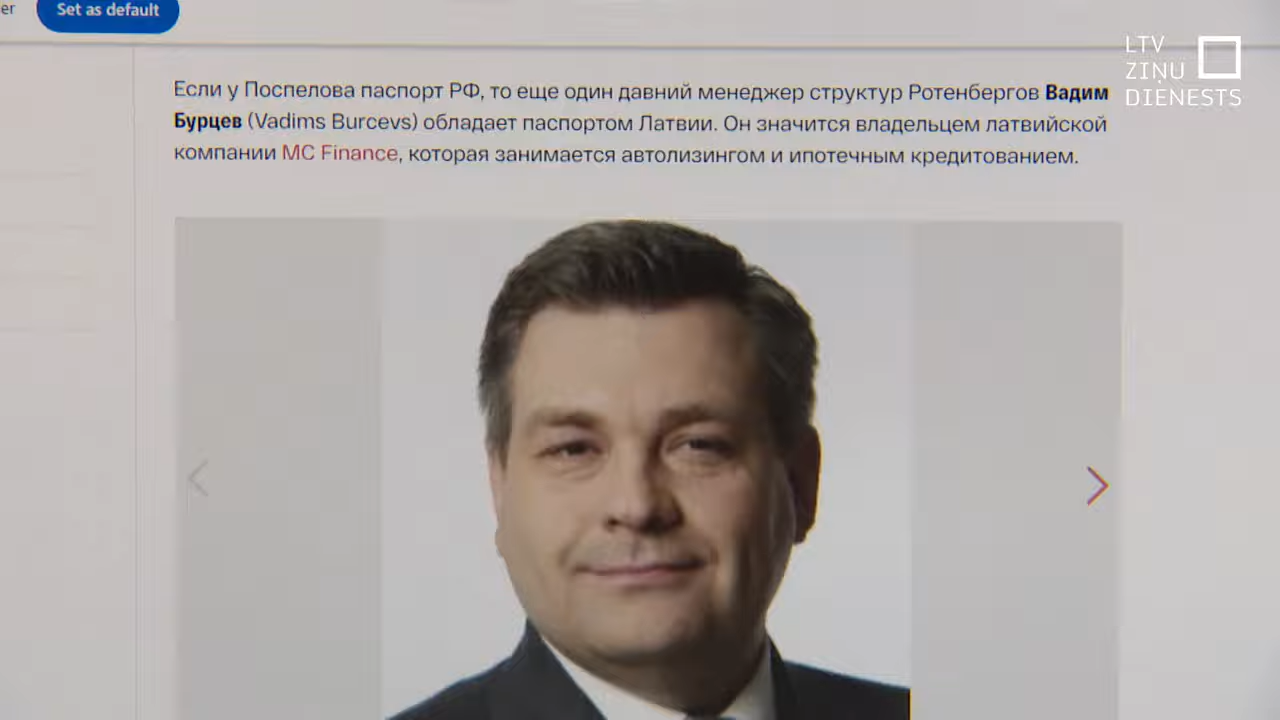 er
Set as default
LTV
ZIŅU
DIENESTS
Если у Поспелова паспорт РФ, то еще один давний менеджер структур Ротенбергов Вадим
Бурцев (Vadims Burcevs) обладает паспортом Латвии. Он значится владельцем латвийской
компании MC Finance, которая занимается автолизингом и ипотечным кредитованием.